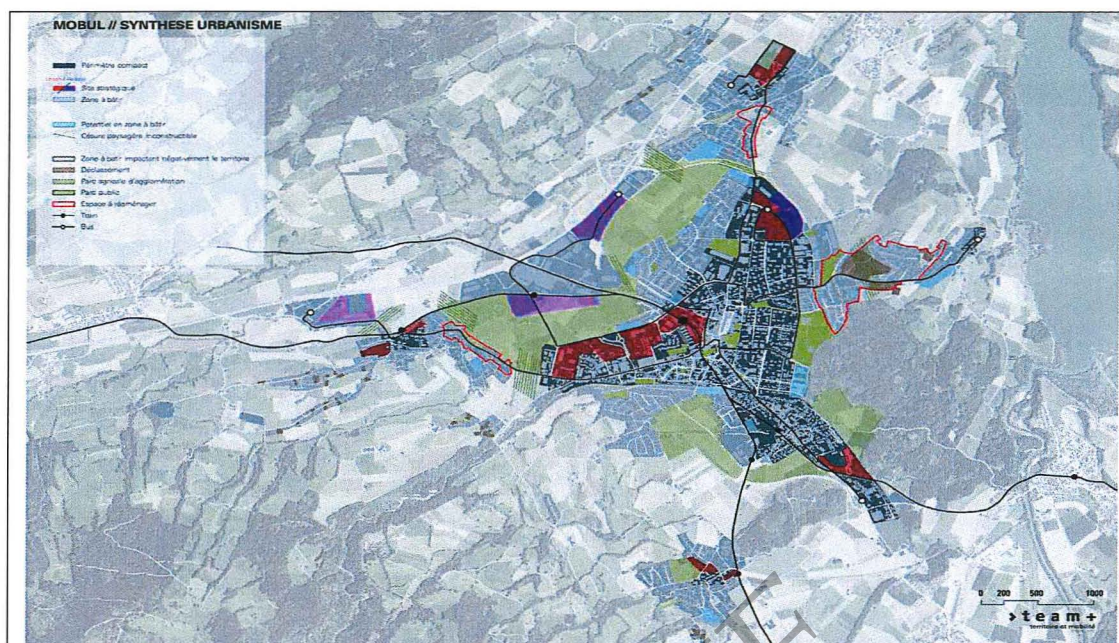 MOBUL // SYNTHESE URBANISME
Périmètre compact
Site stratégique
Zone à bâtir
Potentiel en zone à bâtir
Césure paysagère inconstructible
Zone à bâtir impactant négativement le territoire
Déclassement
Parc agricole d'agglomération
Parc public
Espace à réaménager
Train
Bus
0 200 500 1000
>team+
territoire et mobilité
E